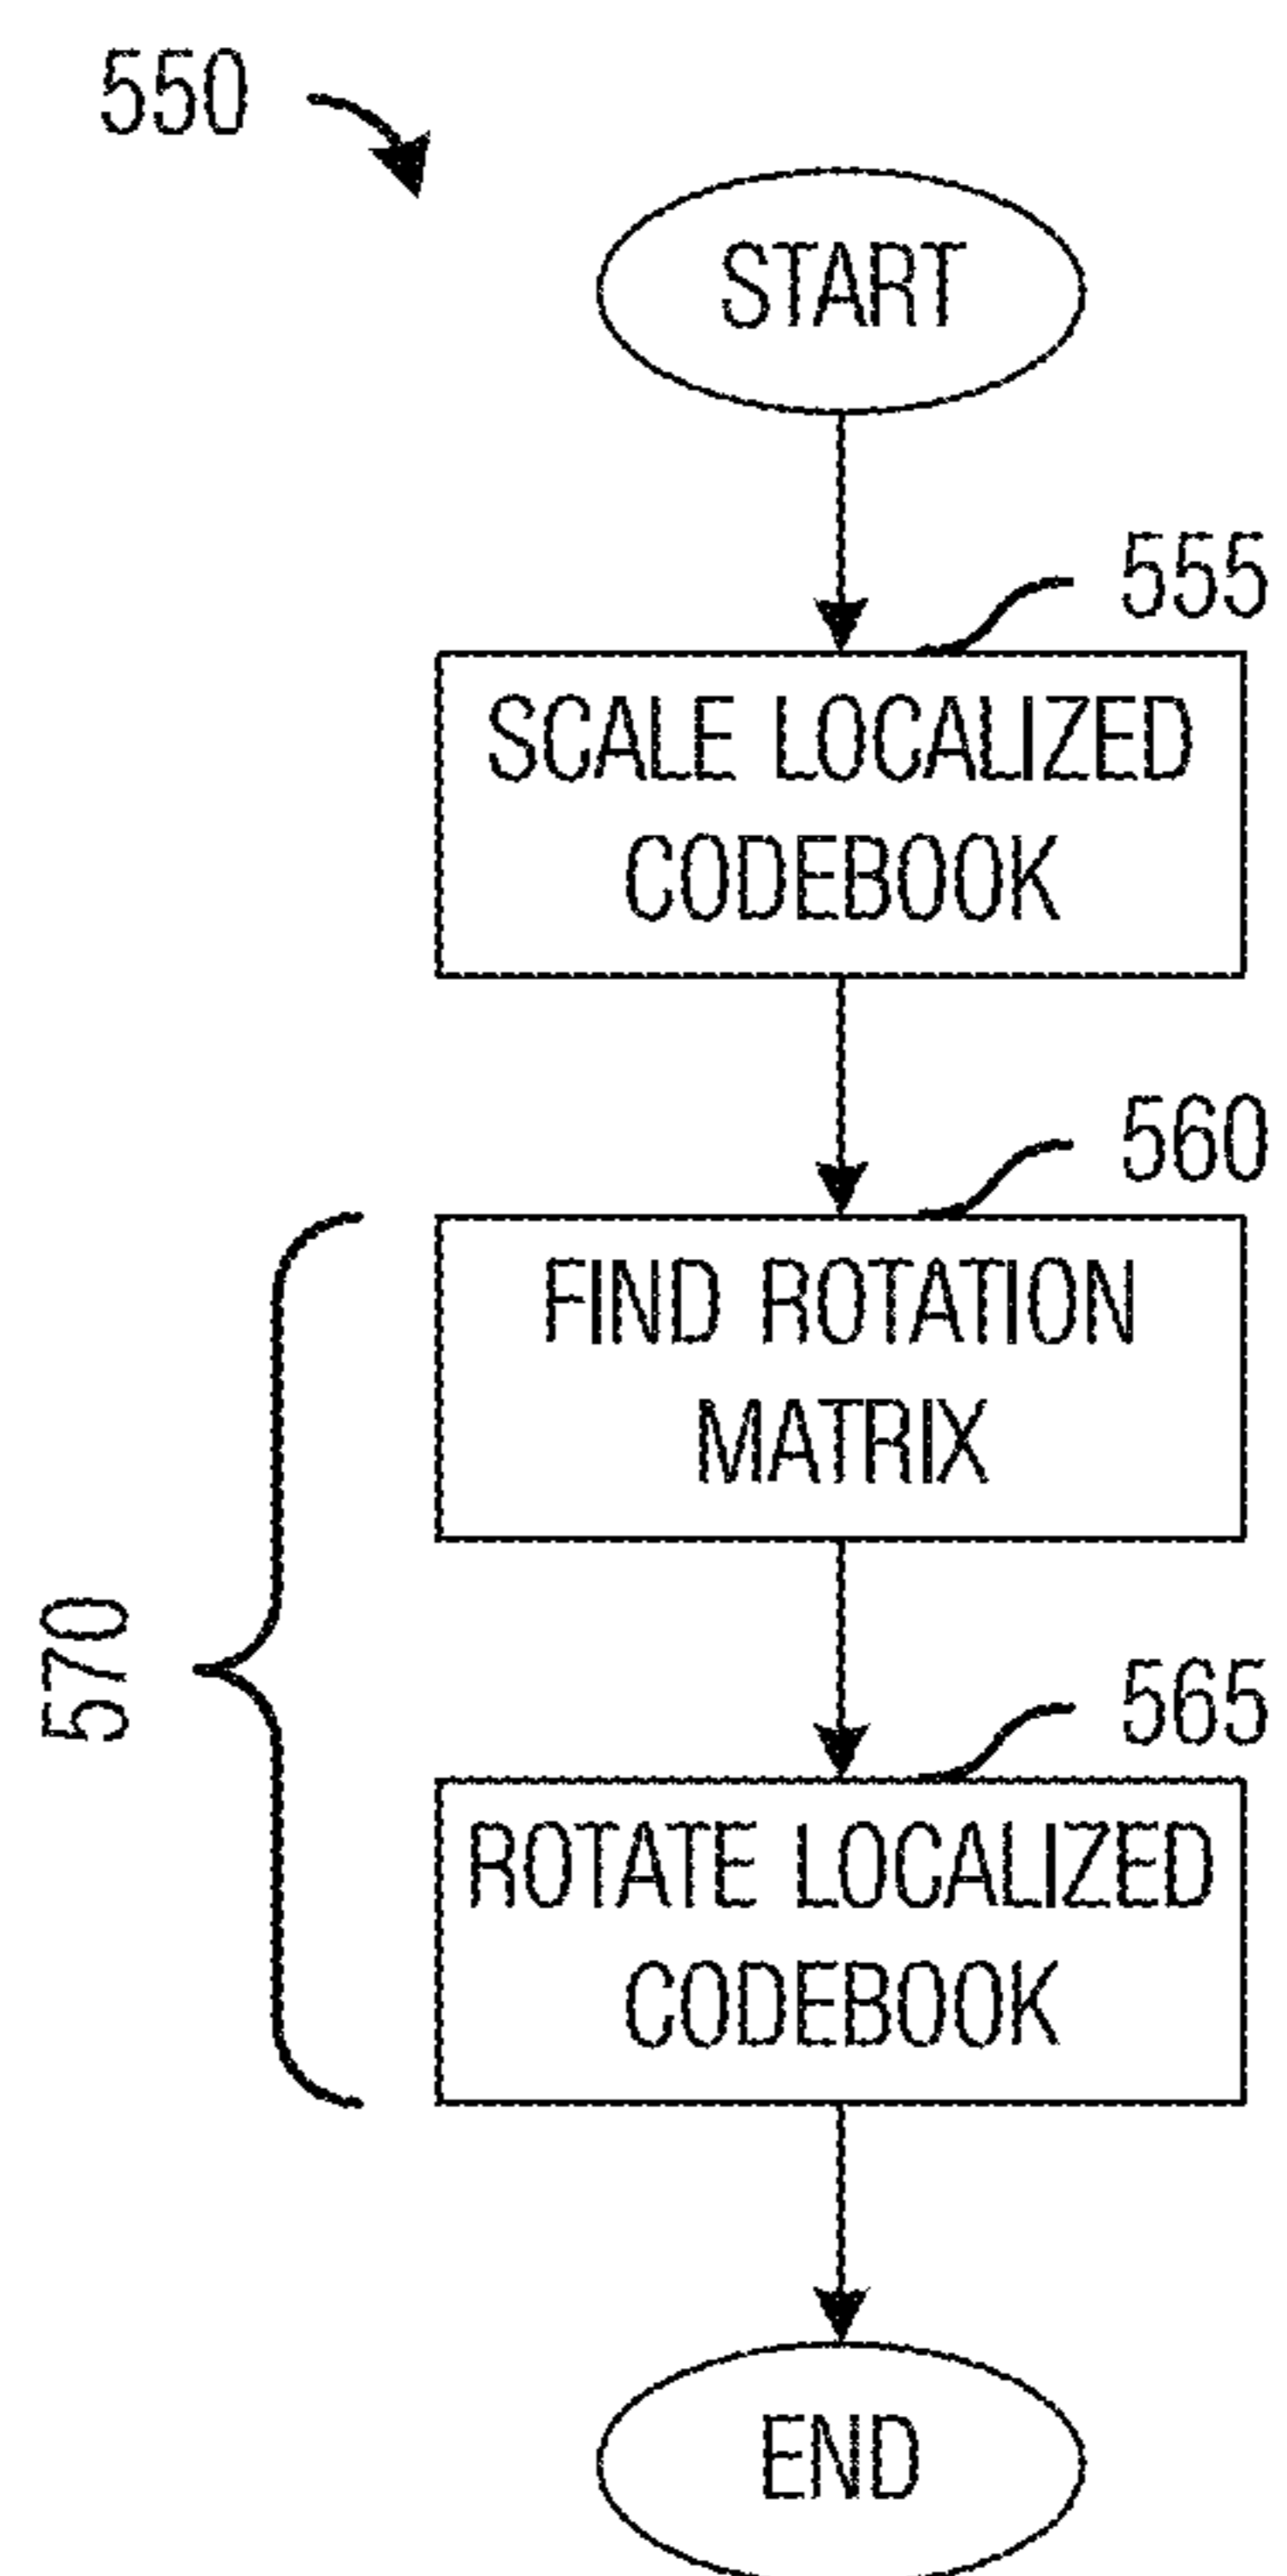 550
START
555
SCALE LOCALIZED
CODEBOOK
560
FIND ROTATION
MATRIX
570
565
ROTATE LOCALIZED
CODEBOOK
END